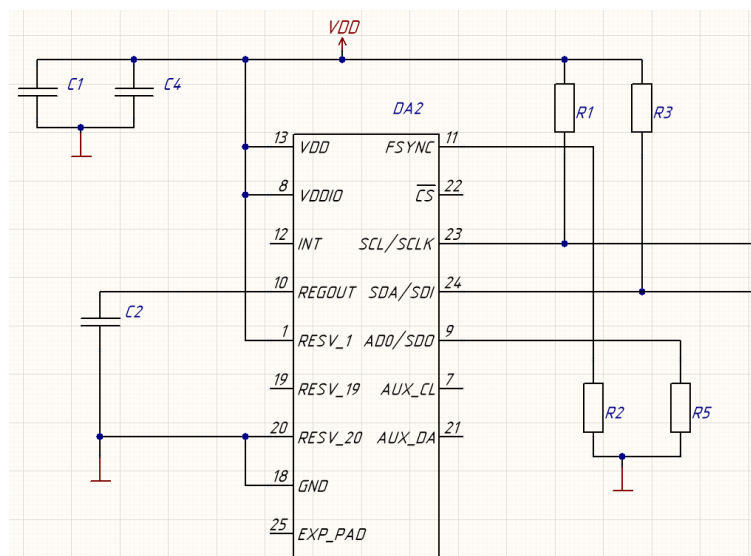 VDD
C1
C4
DA2
R1
R3
13
VDD
FSYNC
11
8
VDDIO
CS
22
12
INT
SCL/SCLK
23
10
REGOUT
SDA/SDI
24
C2
1
RESV_1
AD0/SDO
9
19
RESV_19
AUX_CL
7
R2
R5
20
RESV_20
AUX_DA
21
18
GND
25
EXP_PAD